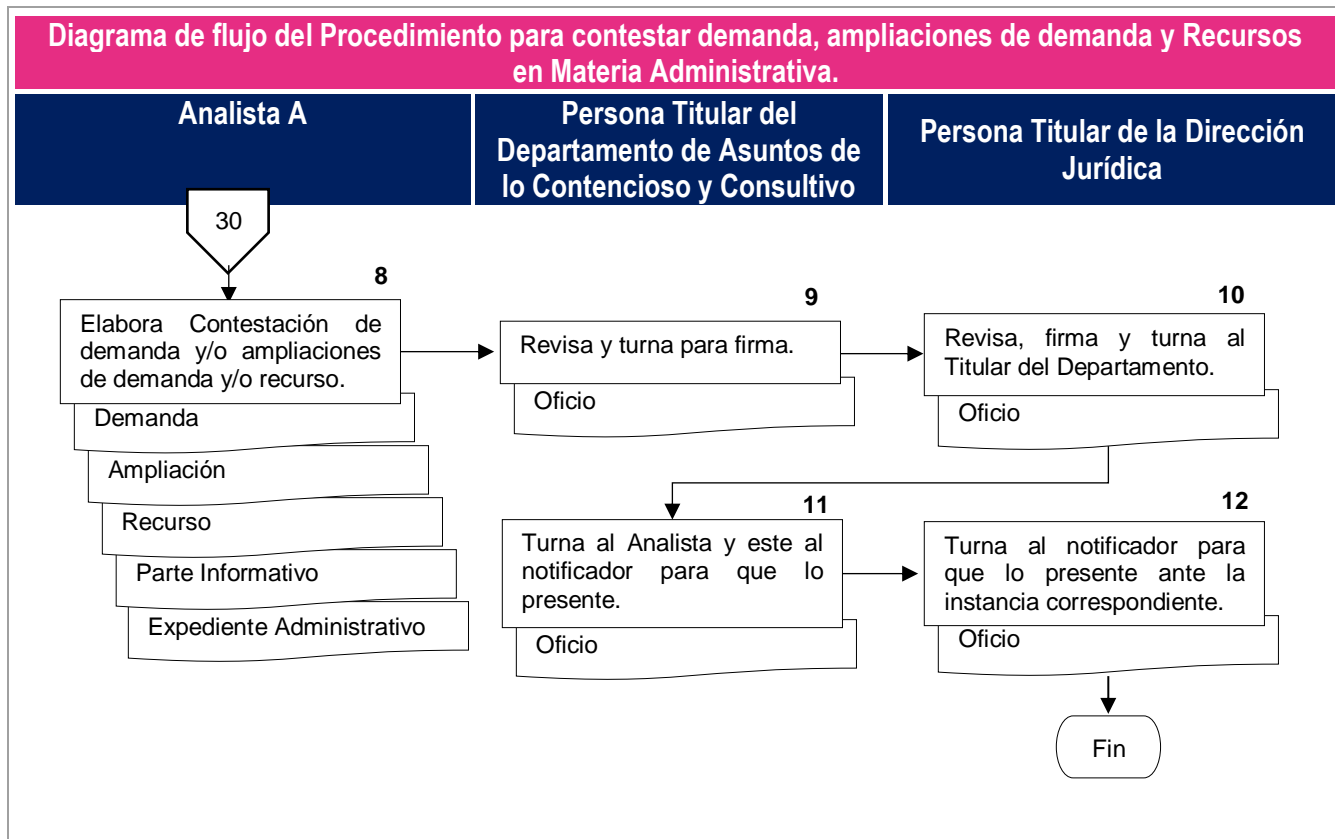 Diagrama de flujo del Procedimiento para contestar demanda, ampliaciones de demanda y Recursos
en Materia Administrativa.
Analista A
Persona Titular del
Departamento de Asuntos de
lo Contencioso y Consultivo
Persona Titular de la Dirección
Jurídica
30
8
Elabora Contestación de
demanda y/o ampliaciones
de demanda y/o recurso.
Demanda
Ampliación
Recurso
Parte Informativo
Expediente Administrativo
9
Revisa y turna para firma.
Oficio
10
Revisa, firma y turna al
Titular del Departamento.
Oficio
11
Turna al Analista y este al
notificador para que lo
presente.
Oficio
12
Turna al notificador para
que lo presente ante la
instancia correspondiente.
Oficio
Fin